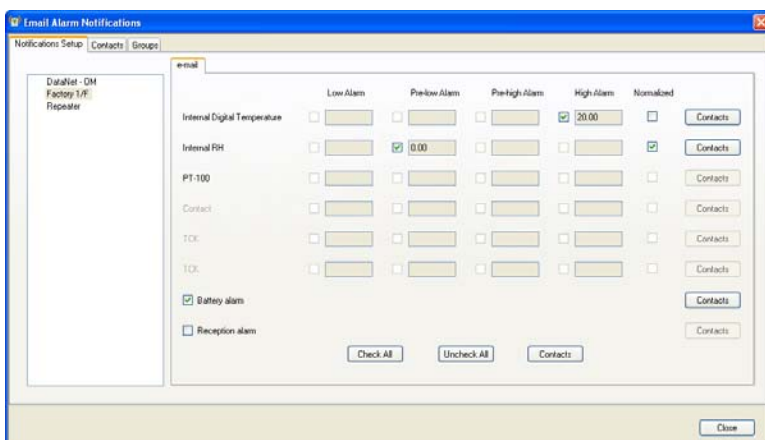 Email Alarm Notifications
Notifications Setup Contacts Groups
e-mail
DataNet - OM
Factory 1/F
Repeater
Low Alarm Pre-low Alarm Pre-high Alarm High Alarm Normalized
Internal Digital Temperature 20.00 Contacts
Internal RH 0.00 Contacts
PT-100 Contacts
Contact Contacts
Contacts
Contacts
Battery alarm Contacts
Reception alarm Contacts
Check All Uncheck All Contacts
Close